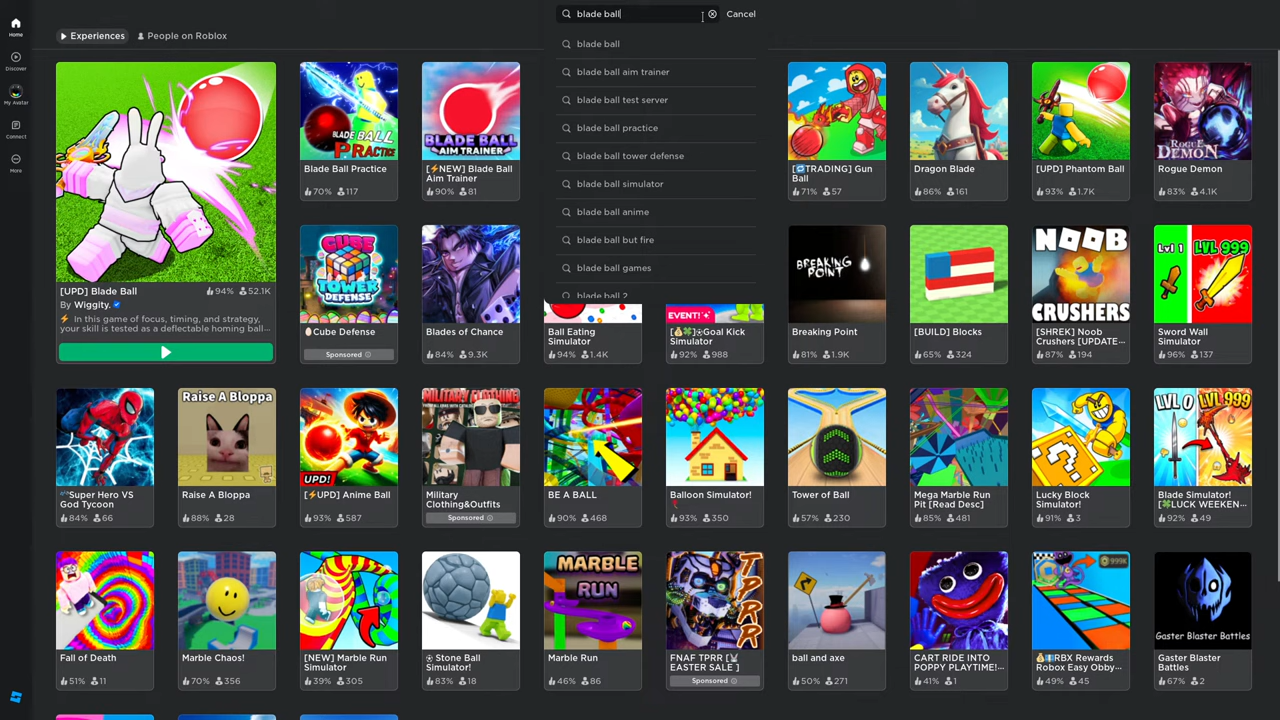 blade ball
Cancel
Home
Discover
My Avatar
Connect
More
Experiences
People on Roblox
blade ball
blade ball aim trainer
blade ball test server
blade ball practice
blade ball tower defense
blade ball simulator
blade ball anime
blade ball but fire
blade ball games
blade ball 2
[UPD] Blade Ball
94% 52.1K
By Wiggity.
⚡ In this game of focus, timing, and strategy,
your skill is tested as a deflectable homing ball...
BLADE BALL
PRACTICE
Blade Ball Practice
70% 117
BLADE BALL
AIM TRAINER
[⚡NEW] Blade Ball
Aim Trainer
90% 81
[TRADING] Gun
Ball
71% 57
Dragon Blade
86% 161
[UPD] Phantom Ball
93% 1.7K
ROGUE
DEMON
Rogue Demon
83% 4.1K
CUBE
TOWER
DEFENSE
Cube Defense
Sponsored
Blades of Chance
84% 9.3K
Ball Eating
Simulator
94% 1.4K
EVENT!
[💰🍀]⚽Goal Kick
Simulator
92% 988
BREAKING
POINT
Breaking Point
81% 1.9K
[BUILD] Blocks
65% 324
NOOB
CRUSHERS
[SHREK] Noob
Crushers [UPDATE...
87% 194
Lvl 1
LVL 999
Sword Wall
Simulator
96% 137
Super Hero VS
God Tycoon
84% 66
Raise A Bloppa
Raise A Bloppa
88% 28
UPD!
[⚡UPD] Anime Ball
93% 587
MILITARY CLOTHING
Military
Clothing&Outfits
Sponsored
BE A BALL
90% 468
Balloon Simulator!
🎈
93% 350
Tower of Ball
57% 230
Mega Marble Run
Pit [Read Desc]
85% 481
Lucky Block
Simulator
91% 3
LVL 0
LVL 999
Blade Simulator!
[🍀LUCK WEEKEN...
92% 49
Fall of Death
51% 11
Marble Chaos!
70% 356
[NEW] Marble Run
Simulator
39% 305
⚽ Stone Ball
Simulator!
83% 18
MARBLE
RUN
Marble Run
46% 86
TPRR
FNAF TPRR [🐰
EASTER SALE ]
Sponsored
ball and axe
50% 271
CART RIDE INTO
POPPY PLAYTIME!...
41% 1
999K
RBX Rewards
Robox Easy Obby...
49% 45
Gaster Blaster Battles
Gaster Blaster
Battles
67% 2